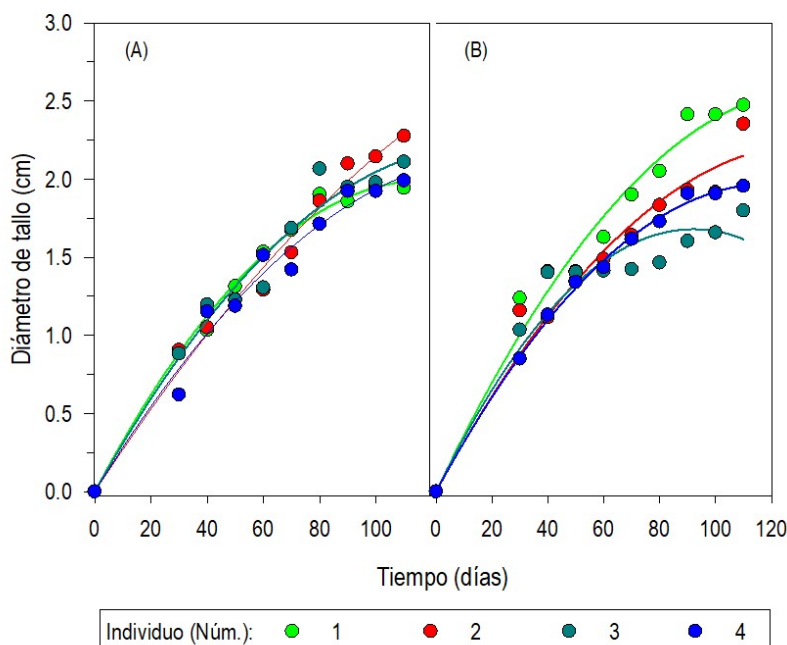 3.0
(A)
(B)
2.5
2.0
1.5
1.0
0.5
0.0
Diámetro de tallo (cm)
0 20 40 60 80 100 0 20 40 60 80 100 120
Tiempo (días)
Individuo (Núm.): 1 2 3 4